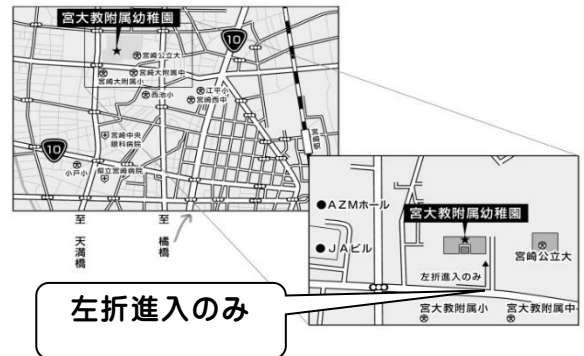 宮大教附属幼稚園
10
宮崎公立大
宮崎大附属中
宮崎大附属小
江平小
西池小
宮崎西中
宮崎駅
宮崎中央
眼科病院
10
小戸小
県立宮崎病院
至 天満橋
至 橘橋
AZMホール
宮大教附属幼稚園
JAビル
宮崎公立大
左折進入のみ
宮大教附属小
宮大教附属中
左折進入のみ